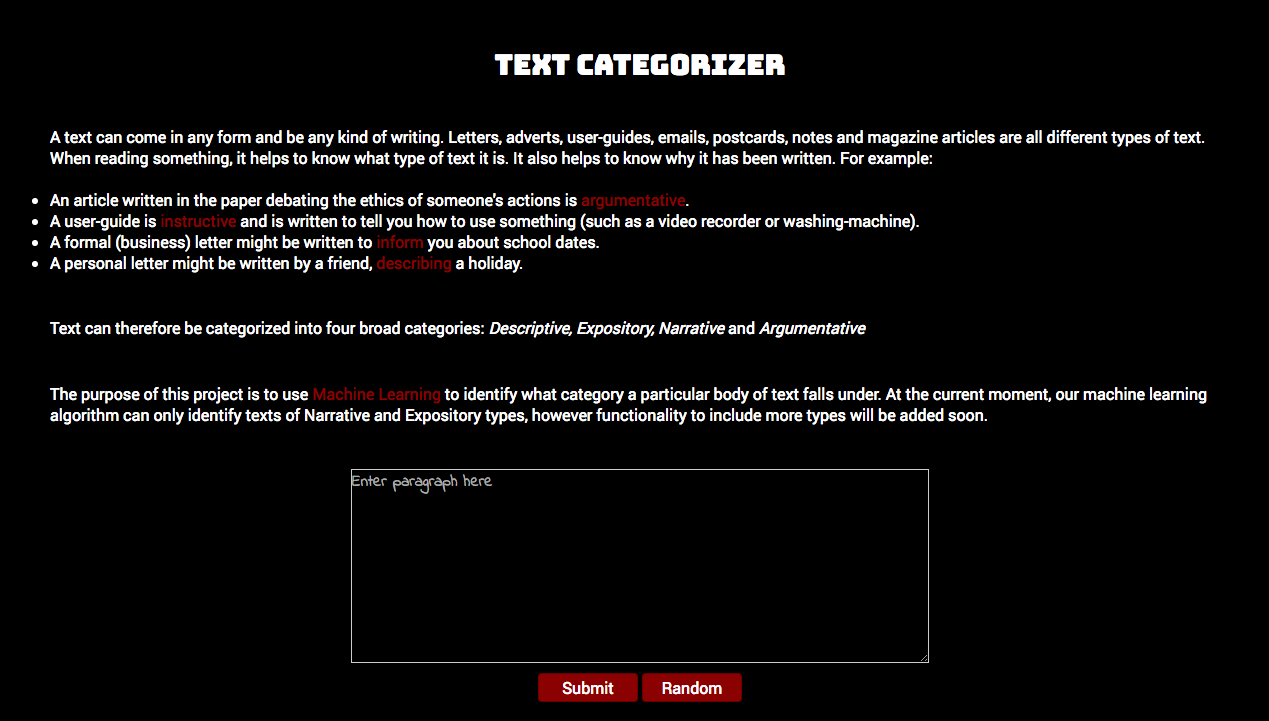 TEXT CATEGORIZER
A text can come in any form and be any kind of writing. Letters, adverts, user-guides, emails, postcards, notes and magazine articles are all different types of text.
When reading something, it helps to know what type of text it is. It also helps to know why it has been written. For example:
An article written in the paper debating the ethics of someone's actions is argumentative.
A user-guide is instructive and is written to tell you how to use something (such as a video recorder or washing-machine).
A formal (business) letter might be written to inform you about school dates.
A personal letter might be written by a friend, describing a holiday.
Text can therefore be categorized into four broad categories: Descriptive, Expository, Narrative and Argumentative
The purpose of this project is to use Machine Learning to identify what category a particular body of text falls under. At the current moment, our machine learning
algorithm can only identify texts of Narrative and Expository types, however functionality to include more types will be added soon.
Enter paragraph here
Submit Random